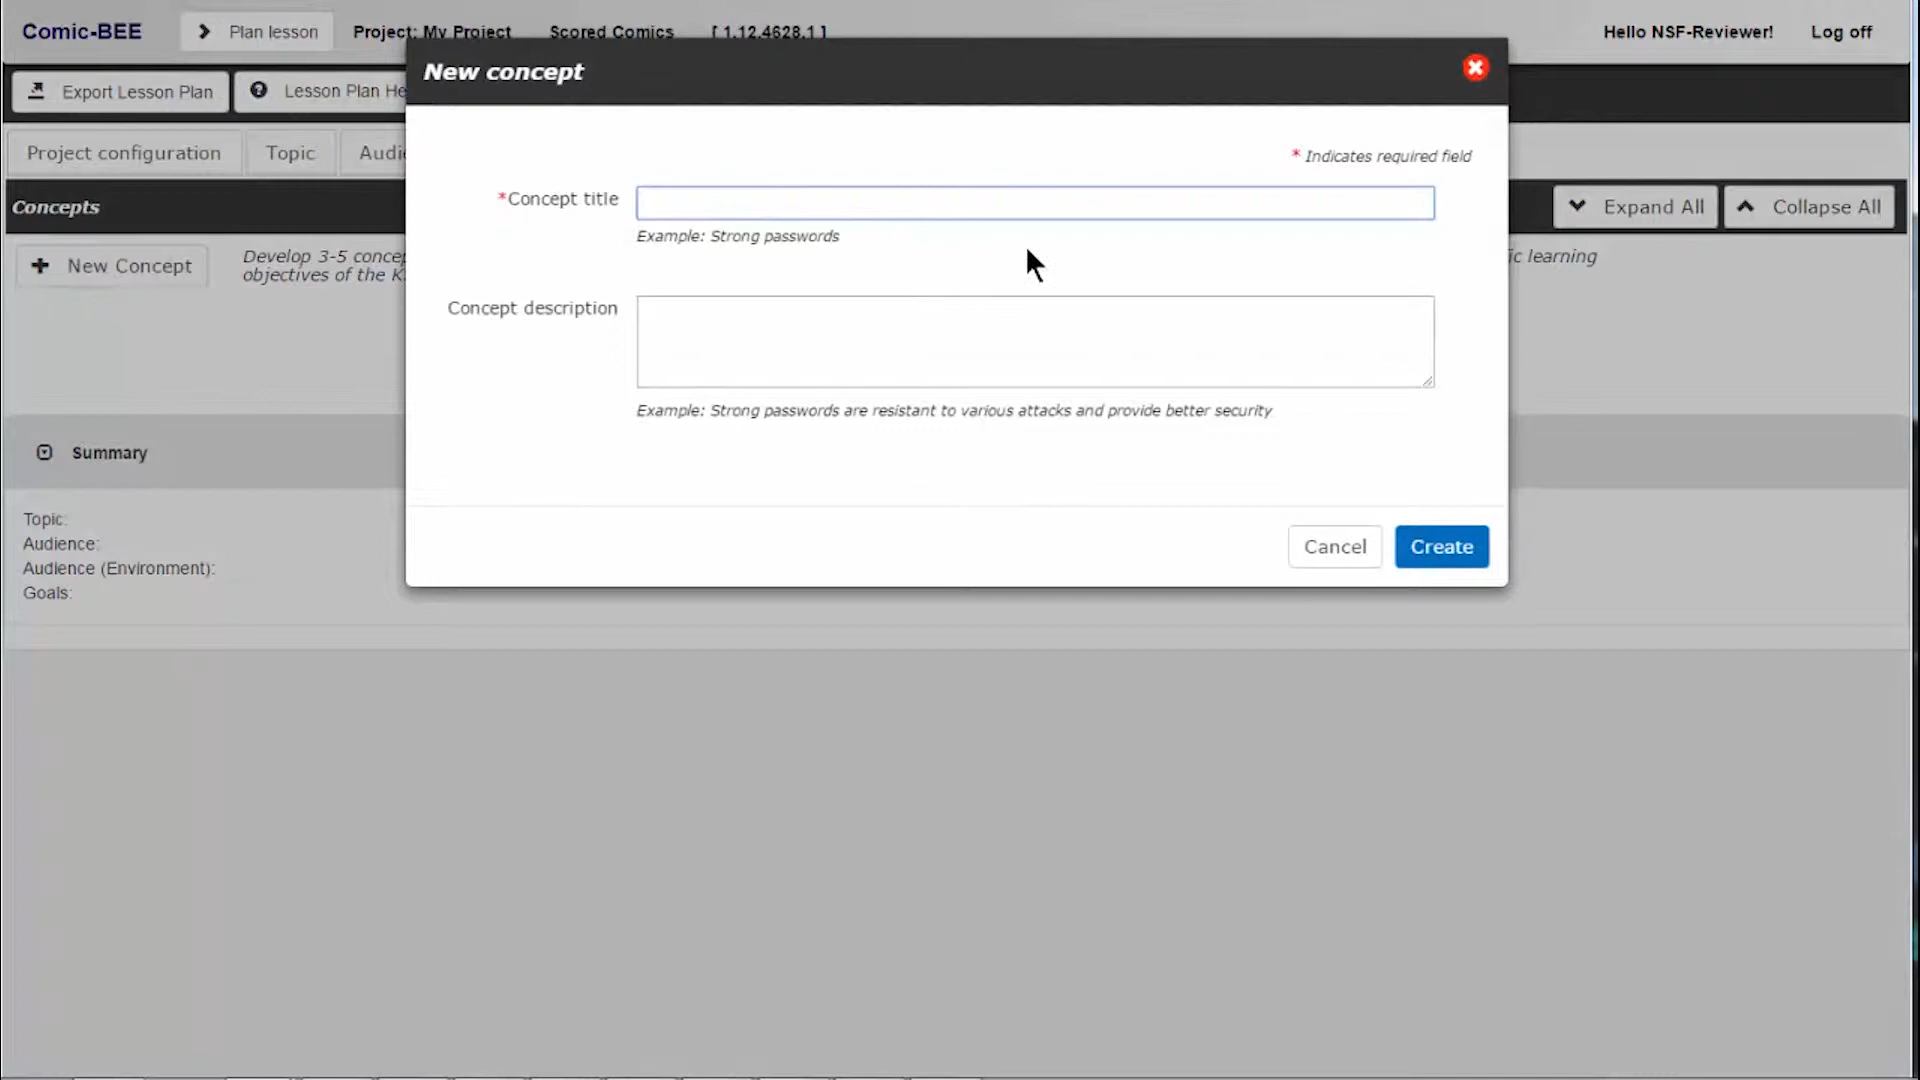 Comic-BEE
Plan lesson
Project: My Project
Scored Comics
[ 1.12.4628.1 ]
Hello NSF-Reviewer!
Log off
New concept
Export Lesson Plan
Lesson Plan He
Project configuration
Topic
Audie
* Indicates required field
Concepts
Expand All
Collapse All
*Concept title
Example: Strong passwords
New Concept
Develop 3-5 concep
objectives of the K
ic learning
Concept description
Example: Strong passwords are resistant to various attacks and provide better security
Summary
Topic:
Audience:
Audience (Environment):
Goals:
Cancel
Create